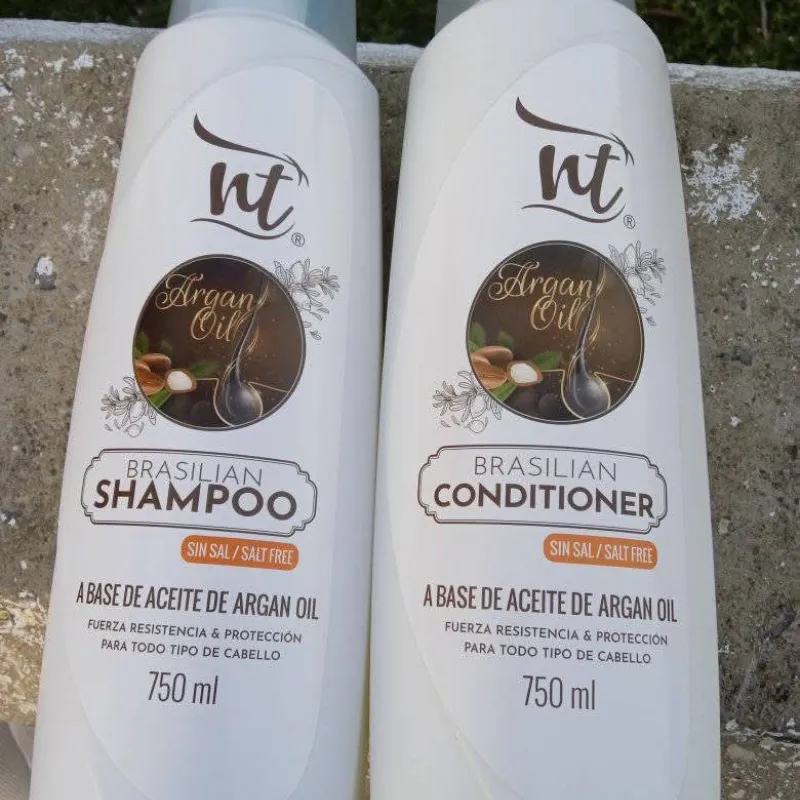 nt
®
Argan
Oil
BRASILIAN
SHAMPOO
SIN SAL / SALT FREE
A BASE DE ACEITE DE ARGAN OIL
FUERZA RESISTENCIA & PROTECCIÓN
PARA TODO TIPO DE CABELLO
750 ml
nt
®
Argan
Oil
BRASILIAN
CONDITIONER
SIN SAL / SALT FREE
A BASE DE ACEITE DE ARGAN OIL
FUERZA RESISTENCIA & PROTECCIÓN
PARA TODO TIPO DE CABELLO
750 ml